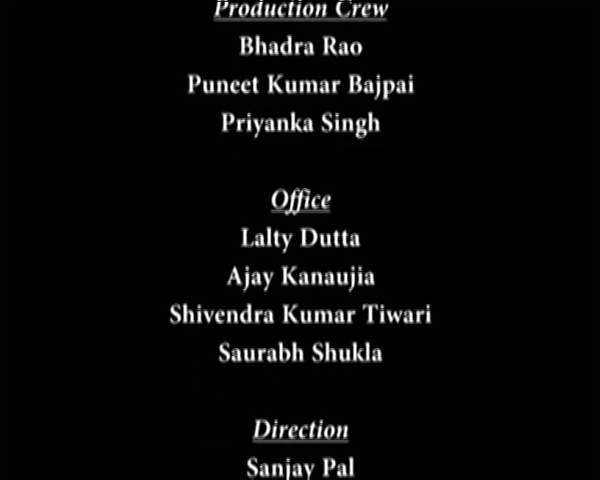 Production Crew
Bhadra Rao
Puneet Kumar Bajpai
Priyanka Singh
Office
Lalty Dutta
Ajay Kanaujia
Shivendra Kumar Tiwari
Saurabh Shukla
Direction
Sanjay Pal